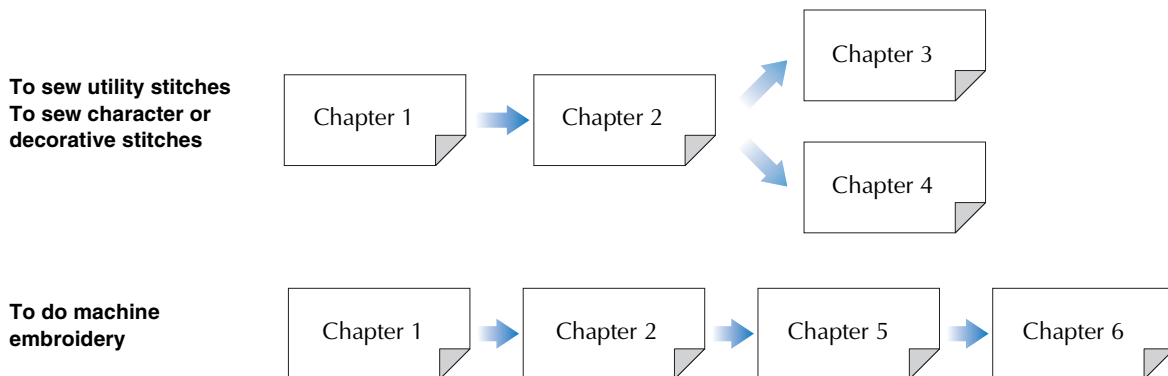 To sew utility stitches
To sew character or
decorative stitches
Chapter 1
Chapter 2
Chapter 3
Chapter 4
To do machine
embroidery
Chapter 1
Chapter 2
Chapter 5
Chapter 6